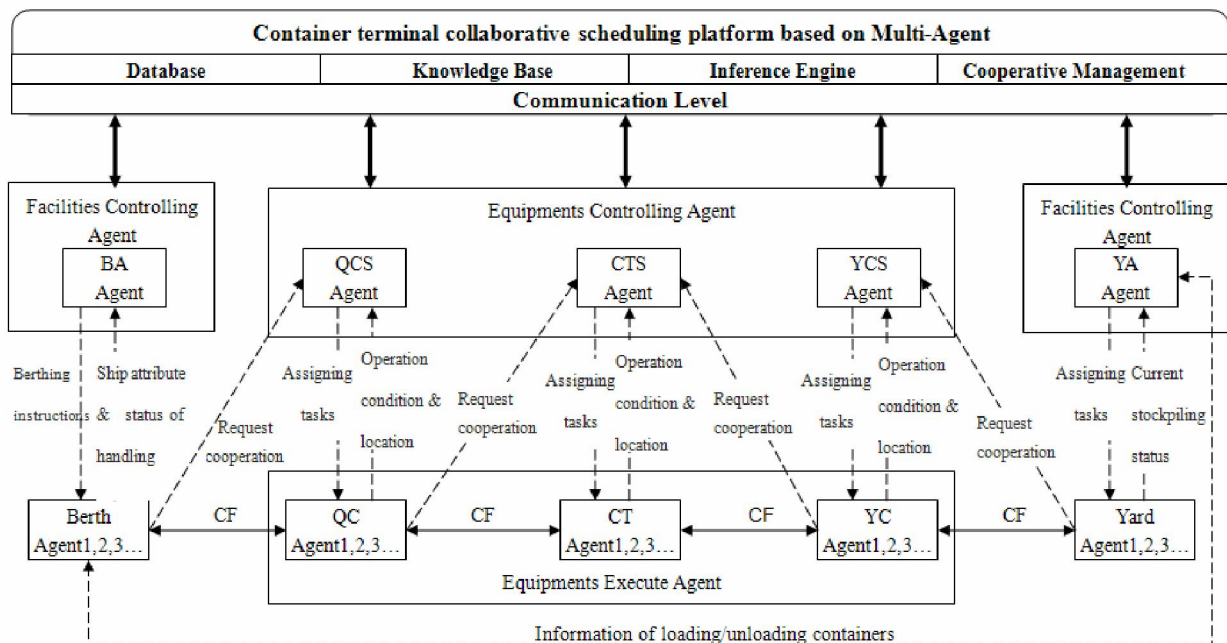 Container terminal collaborative scheduling platform based on Multi-Agent
Database
Knowledge Base
Inference Engine
Cooperative Management
Communication Level
Facilities Controlling
Agent
BA
Agent
Equipments Controlling Agent
QCS
Agent
CTS
Agent
YCS
Agent
Facilities Controlling
Agent
YA
Agent
Berthing
instructions
Ship attribute
& status of
handling
Request
cooperation
Assigning
tasks
Operation
condition &
location
Request
cooperation
Assigning
tasks
Operation
condition &
location
Request
cooperation
Assigning
tasks
Operation
condition &
location
Request
cooperation
Assigning
tasks
Current
stockpiling
status
Berth
Agent1,2,3...
CF
QC
Agent1,2,3...
CF
CT
Agent1,2,3...
CF
YC
Agent1,2,3...
CF
Yard
Agent1,2,3...
Equipments Execute Agent
Information of loading/unloading containers